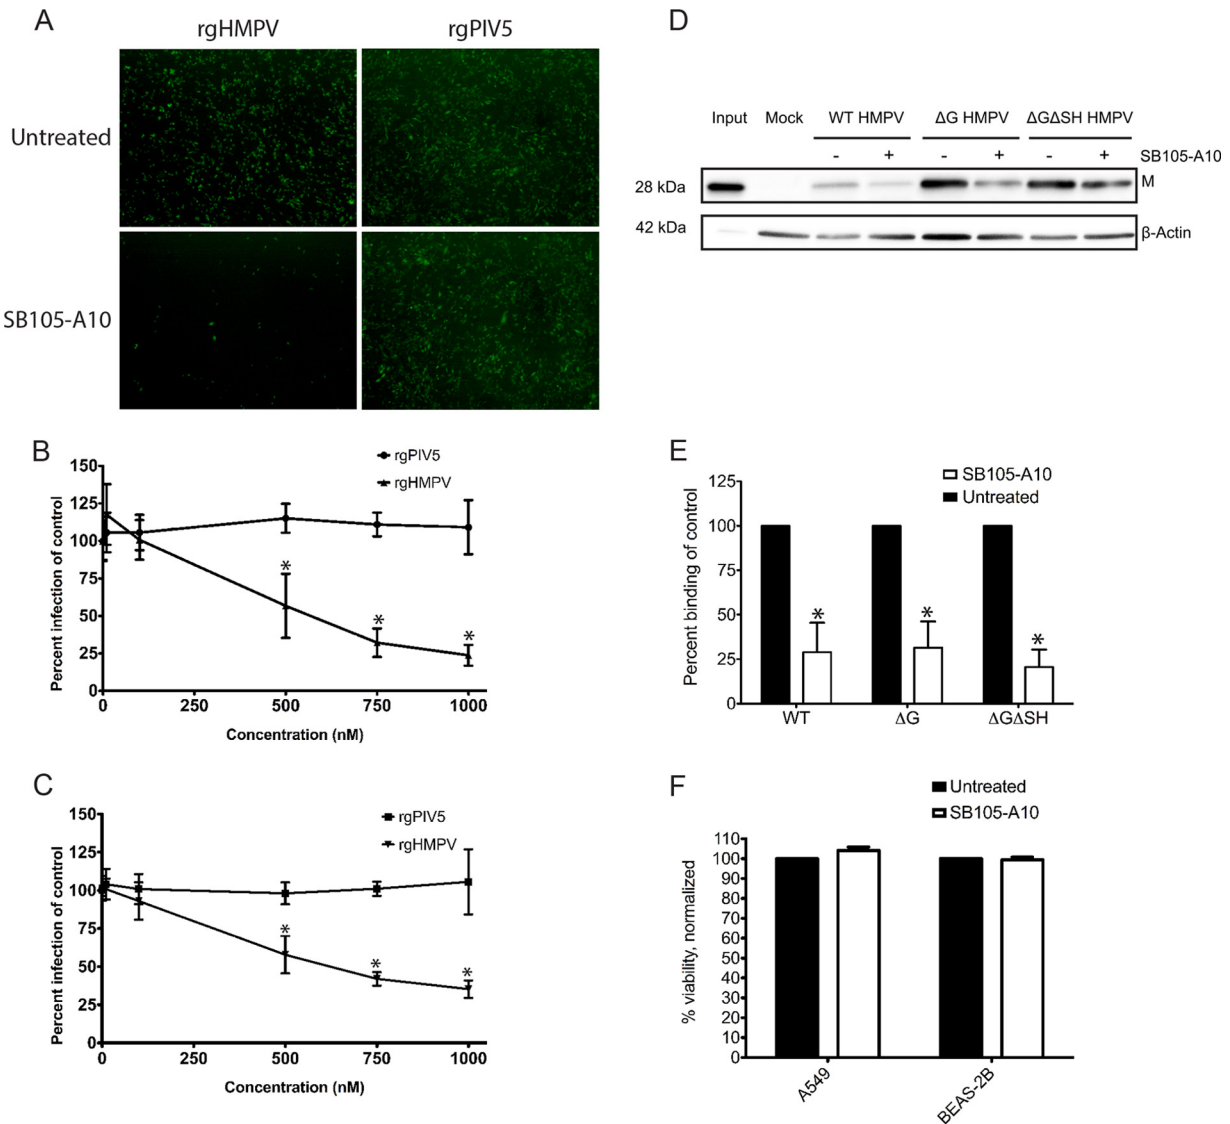 A
rgHMPV
rgPIV5
Untreated
SB105-A10
B
rgPIV5
rgHMPV
150
125
100
75
50
25
0
Percent infection of control
*
*
*
0
250
500
750
1000
Concentration (nM)
C
rgPIV5
rgHMPV
150
125
100
75
50
25
0
Percent infection of control
*
*
*
0
250
500
750
1000
Concentration (nM)
D
Input
Mock
WT HMPV
ΔG HMPV
ΔGΔSH HMPV
- + - + - + SB105-A10
28 kDa
M
42 kDa
β-Actin
E
SB105-A10
Untreated
125
100
75
50
25
0
Percent binding of control
*
*
*
WT
ΔG
ΔGΔSH
F
Untreated
SB105-A10
110
100
90
80
70
60
50
40
30
20
10
0
% viability, normalized
A549
BEAS-2B